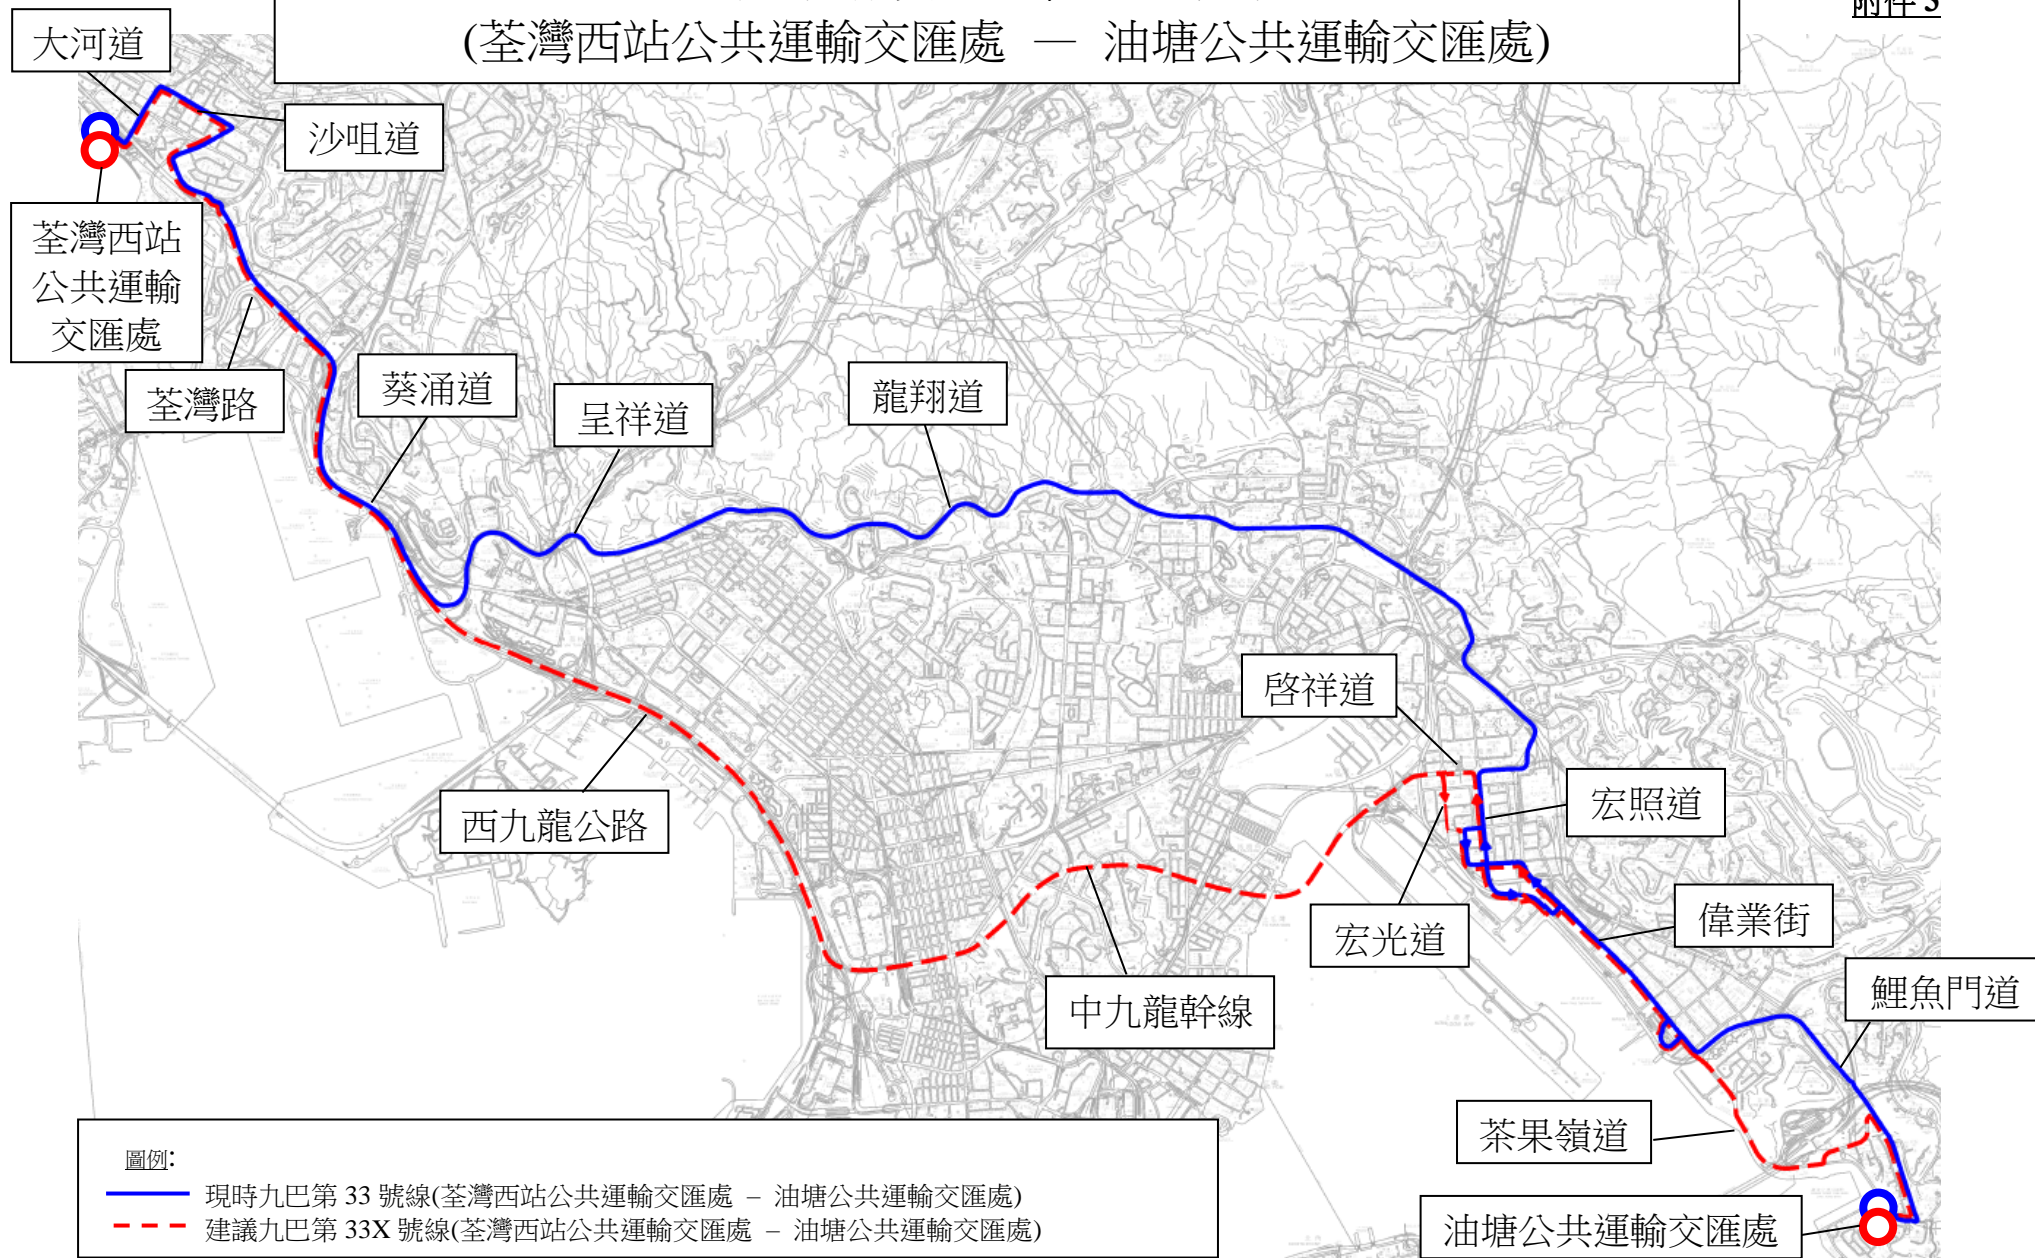 附件 3
(荃灣西站公共運輸交匯處 — 油塘公共運輸交匯處)
大河道
沙咀道
荃灣西站
公共運輸
交匯處
荃灣路
葵涌道
呈祥道
龍翔道
啓祥道
西九龍公路
宏照道
偉業街
宏光道
鯉魚門道
中九龍幹線
茶果嶺道
油塘公共運輸交匯處
圖例:
現時九巴第 33 號線(荃灣西站公共運輸交匯處 – 油塘公共運輸交匯處)
建議九巴第 33X 號線(荃灣西站公共運輸交匯處 – 油塘公共運輸交匯處)